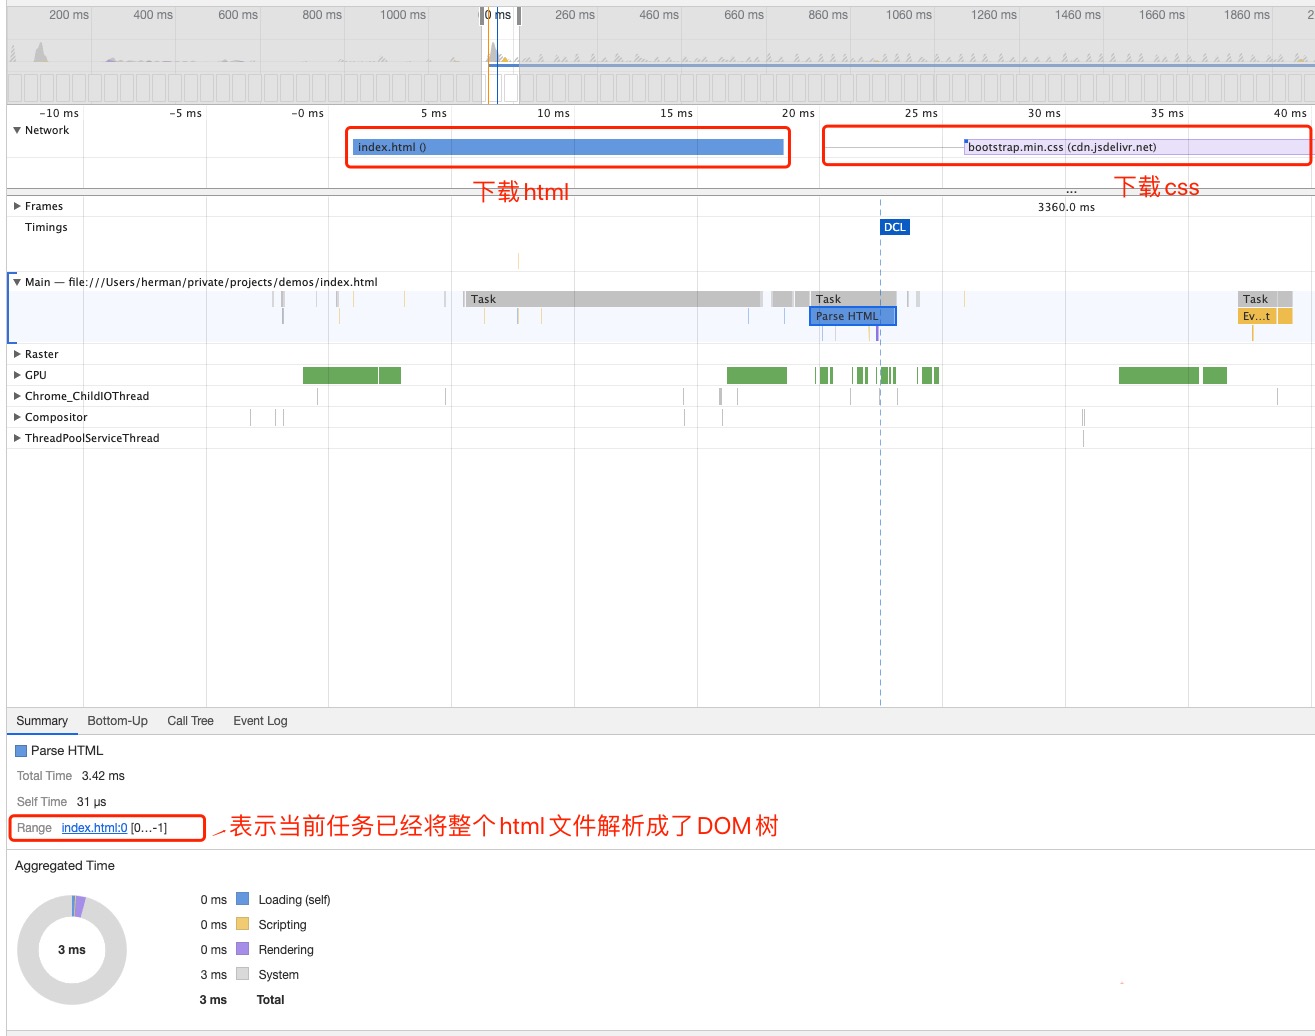 200 ms 400 ms 600 ms 800 ms 1000 ms 0 ms 260 ms 460 ms 660 ms 860 ms 1060 ms 1260 ms 1460 ms 1660 ms 1860 ms 2
-10 ms -5 ms -0 ms 5 ms 10 ms 15 ms 20 ms 25 ms 30 ms 35 ms 40 ms
Network
index.html () bootstrap.min.css (cdn.jsdelivr.net)
下载html 下载css
...
Frames 3360.0 ms
Timings DCL
Main — file:///Users/herman/private/projects/demos/index.html
Task Task Task
Parse HTML Ev...t
Raster
GPU
Chrome_ChildIOThread
Compositor
ThreadPoolServiceThread
Summary Bottom-Up Call Tree Event Log
Parse HTML
Total Time 3.42 ms
Self Time 31 μs
Range index.html:0 [0...-1] 表示当前任务已经将整个html文件解析成了DOM树
Aggregated Time
0 ms Loading (self)
0 ms Scripting
3 ms
0 ms Rendering
3 ms System
3 ms Total